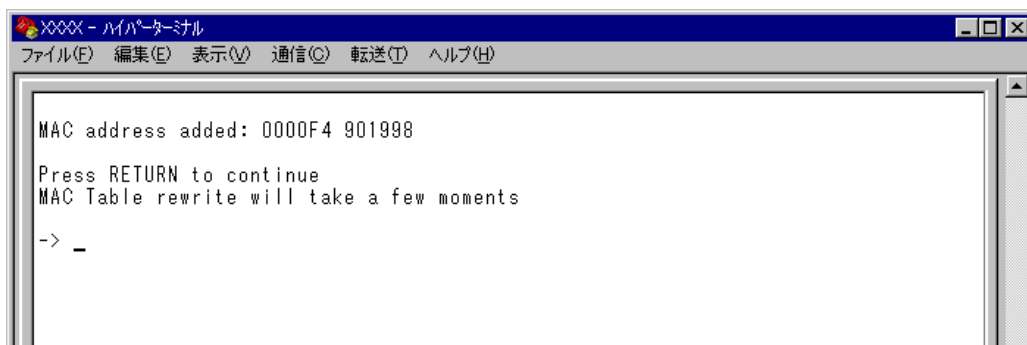 XXXX - ﾊｲﾊﾟｰﾀｰﾐﾅﾙ
ファイル(F) 編集(E) 表示(V) 通信(C) 転送(T) ヘルプ(H)
MAC address added: 0000F4 901998
Press RETURN to continue
MAC Table rewrite will take a few moments
-> _